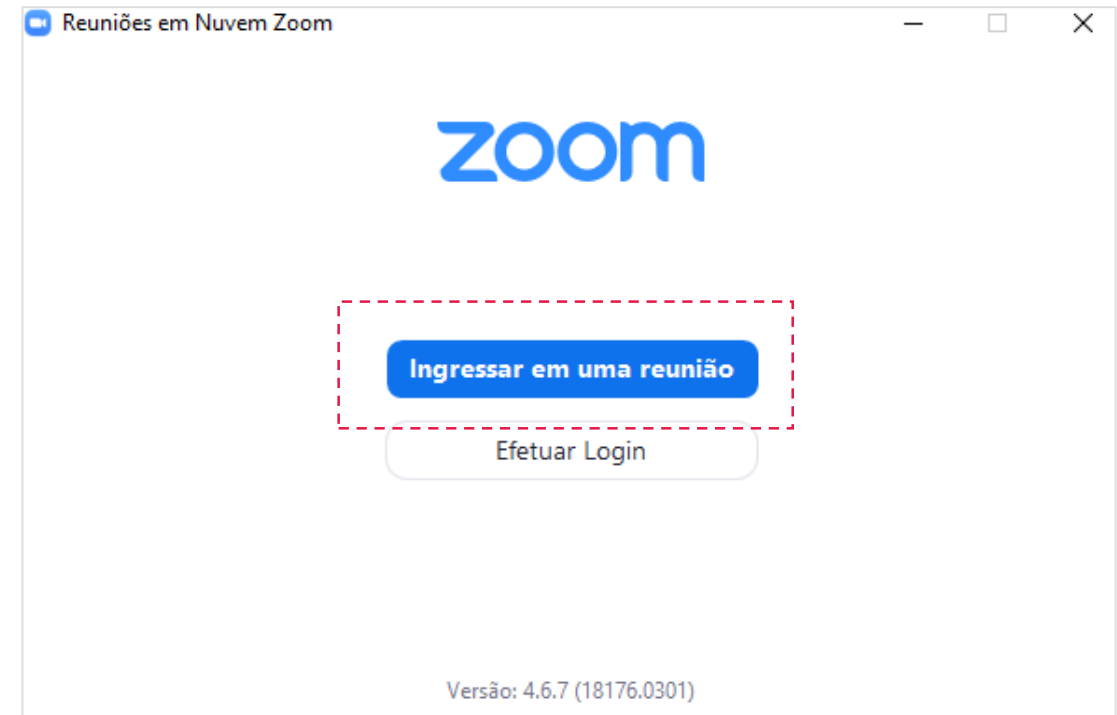 Reuniões em Nuvem Zoom
zoom
Ingressar em uma reunião
Efetuar Login
Versão: 4.6.7 (18176.0301)